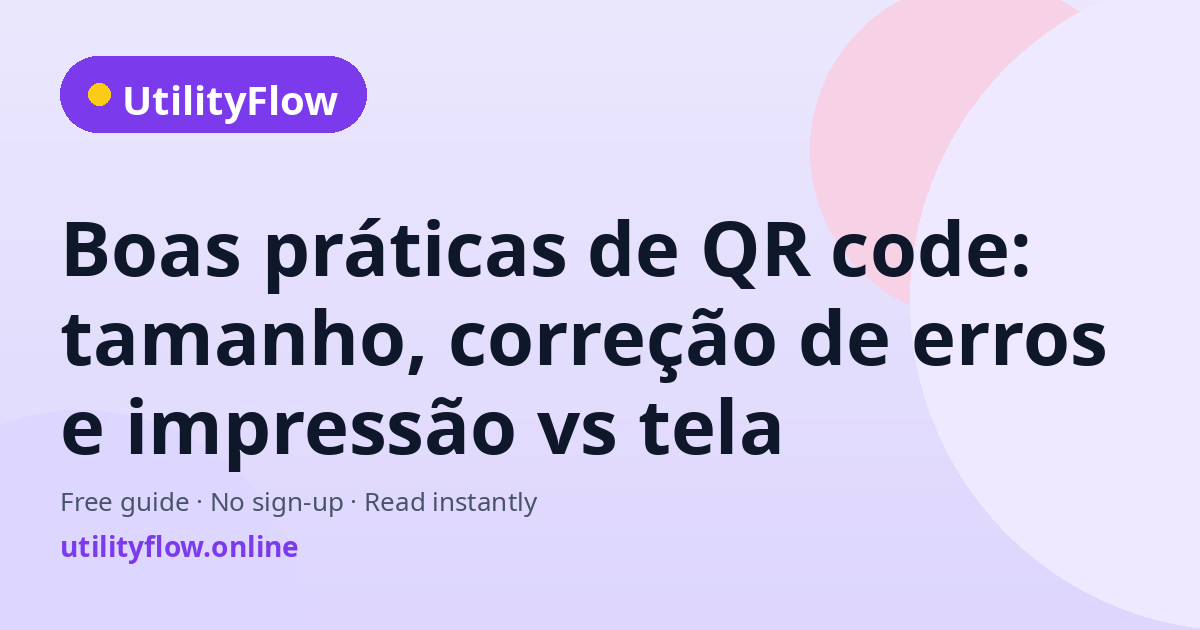 UtilityFlow
Boas práticas de QR code:
tamanho, correção de erros
e impressão vs tela
Free guide · No sign-up · Read instantly
utilityflow.online